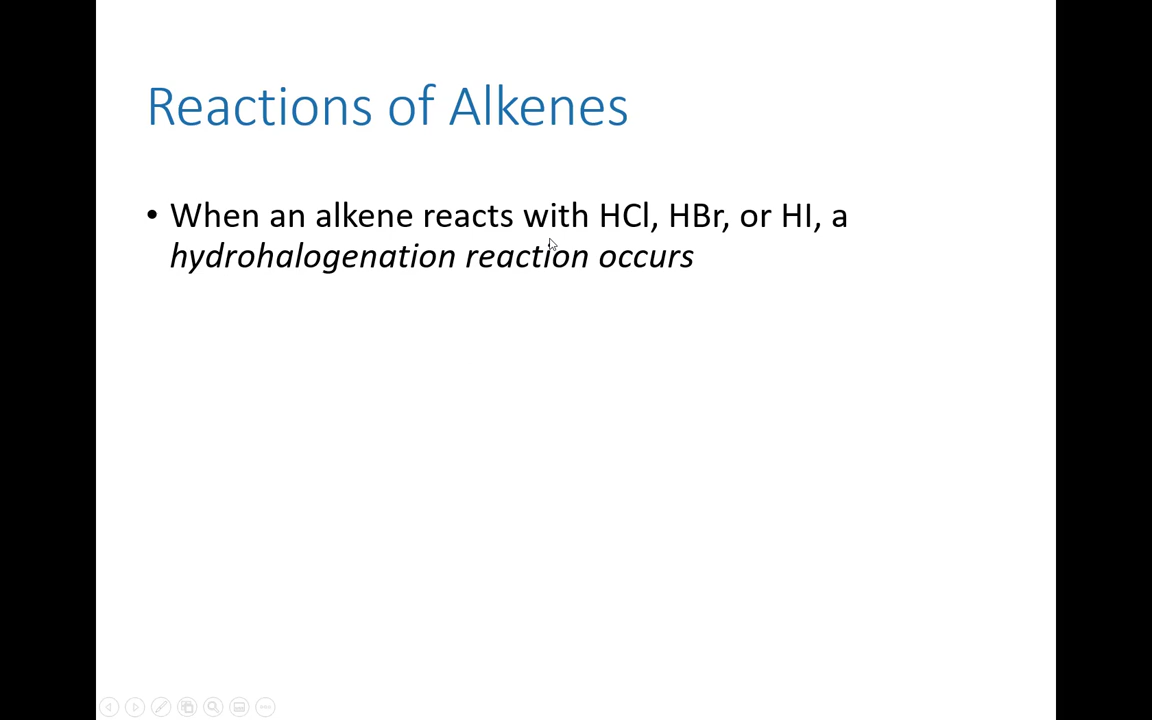 Reactions of Alkenes
• When an alkene reacts with HCl, HBr, or HI, a
hydrohalogenation reaction occurs